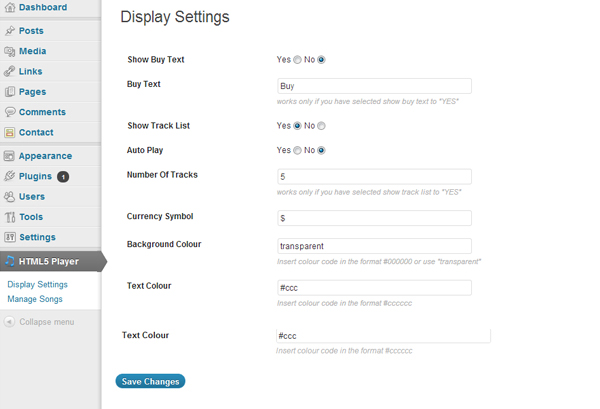 Dashboard
Posts
Media
Links
Pages
Comments
Contact
Appearance
Plugins 1
Users
Tools
Settings
HTML5 Player
Display Settings
Manage Songs
Collapse menu
Display Settings
Show Buy Text Yes No
Buy Text Buy
works only if you have selected show buy text to "YES"
Show Track List Yes No
Auto Play Yes No
Number Of Tracks 5
works only if you have selected show track list to "YES"
Currency Symbol $
Background Colour transparent
Insert colour code in the format #000000 or use "transparent"
Text Colour #ccc
Insert colour code in the format #cccccc
Text Colour #ccc
Insert colour code in the format #cccccc
Save Changes